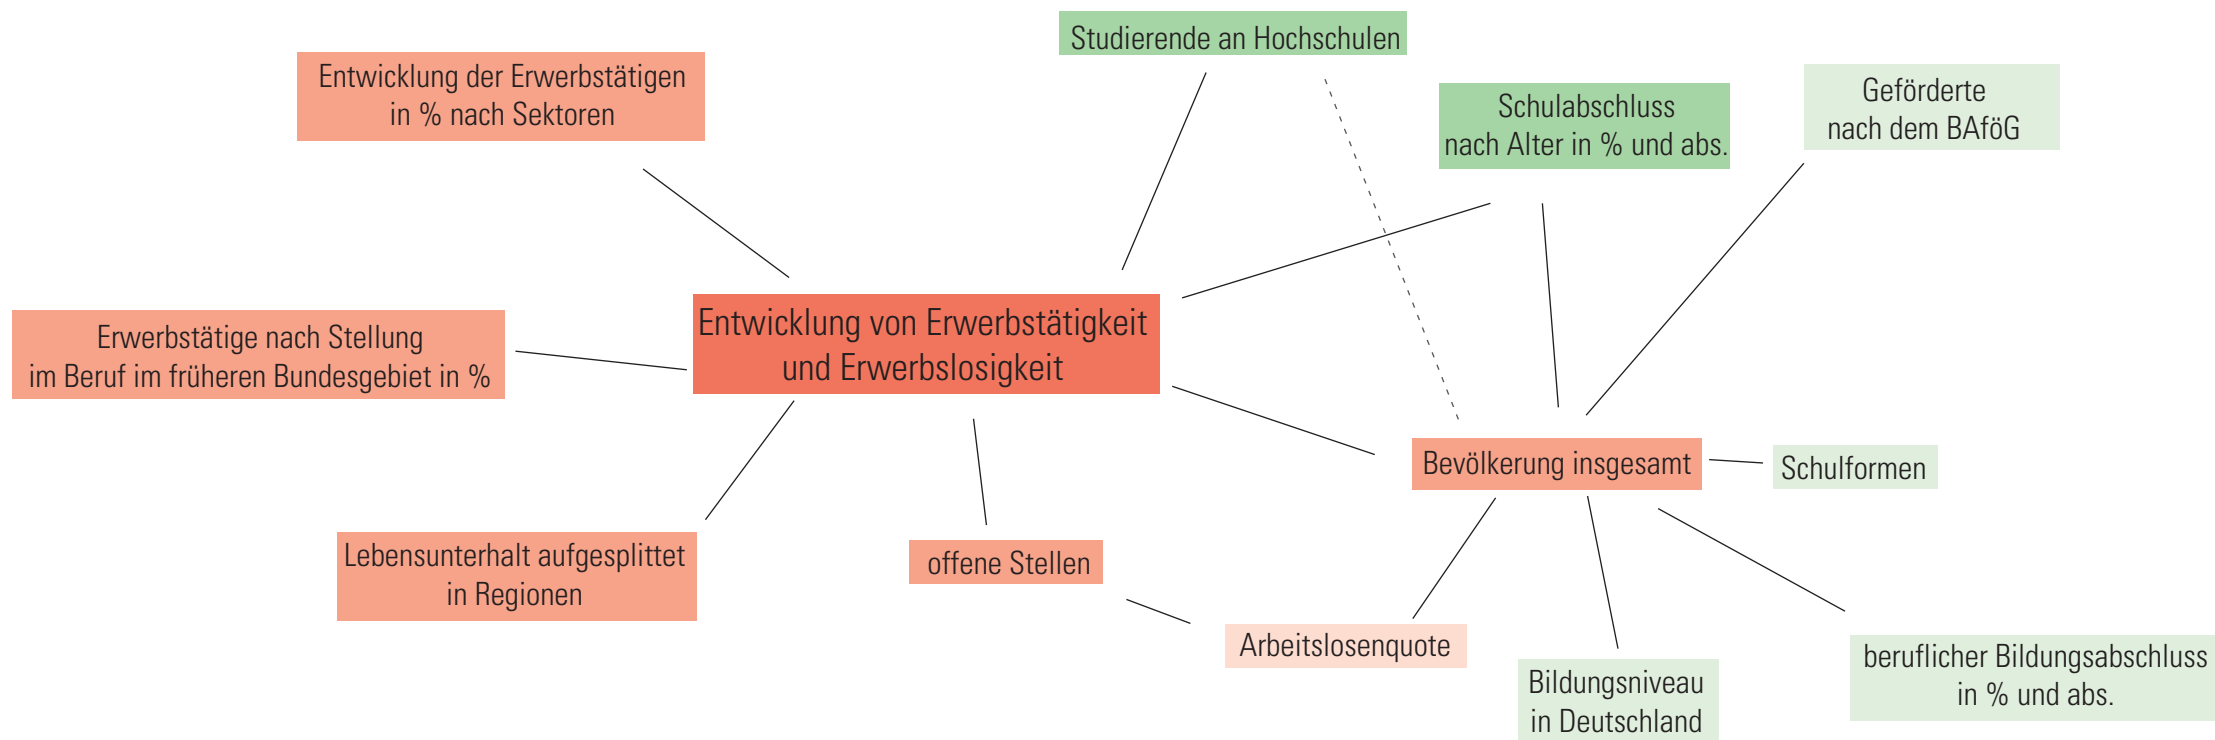 Studierende an Hochschulen
Entwicklung der Erwerbstätigen
in % nach Sektoren
Schulabschluss
nach Alter in % und abs.
Geförderte
nach dem BAföG
Entwicklung von Erwerbstätigkeit
und Erwerbslosigkeit
Erwerbstätige nach Stellung
im Beruf im früheren Bundesgebiet in %
Bevölkerung insgesamt
Schulformen
Lebensunterhalt aufgesplittet
in Regionen
offene Stellen
Arbeitslosenquote
Bildungsniveau
in Deutschland
beruflicher Bildungsabschluss
in % und abs.